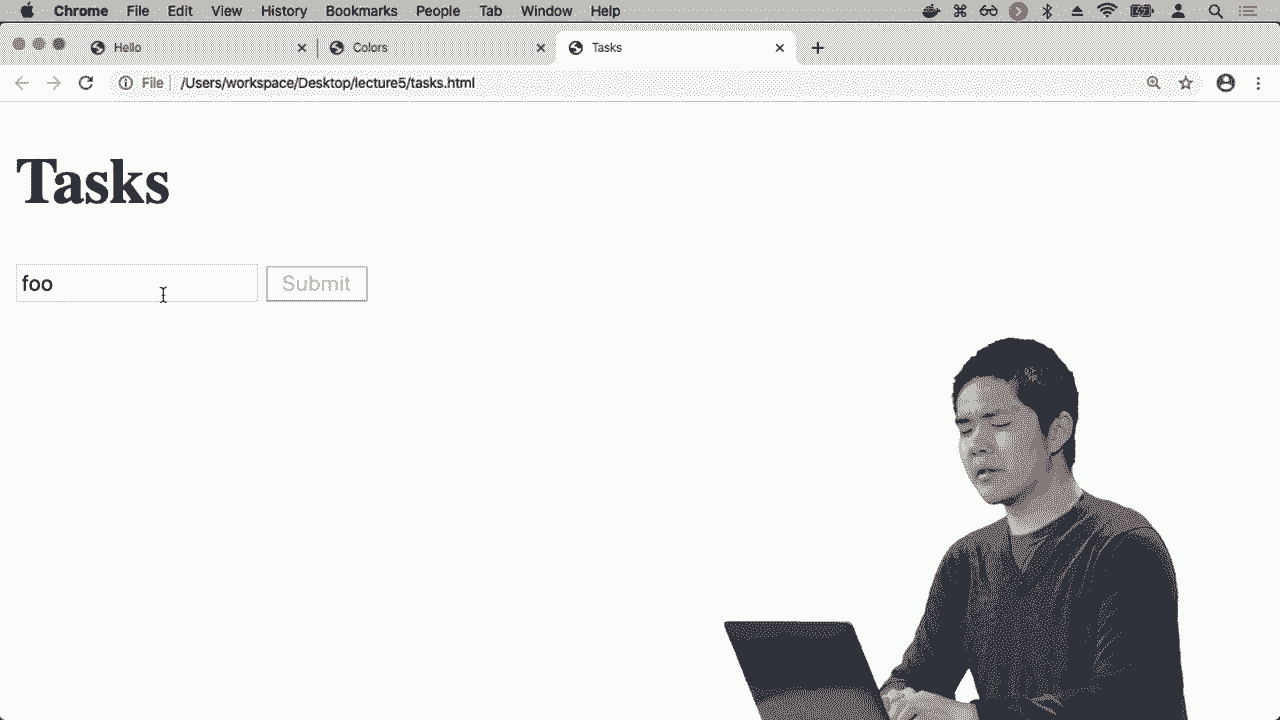 Chrome File Edit View History Bookmarks People Tab Window Help
Hello Colors Tasks
File /Users/workspace/Desktop/lecture5/tasks.html
Tasks
foo Submit